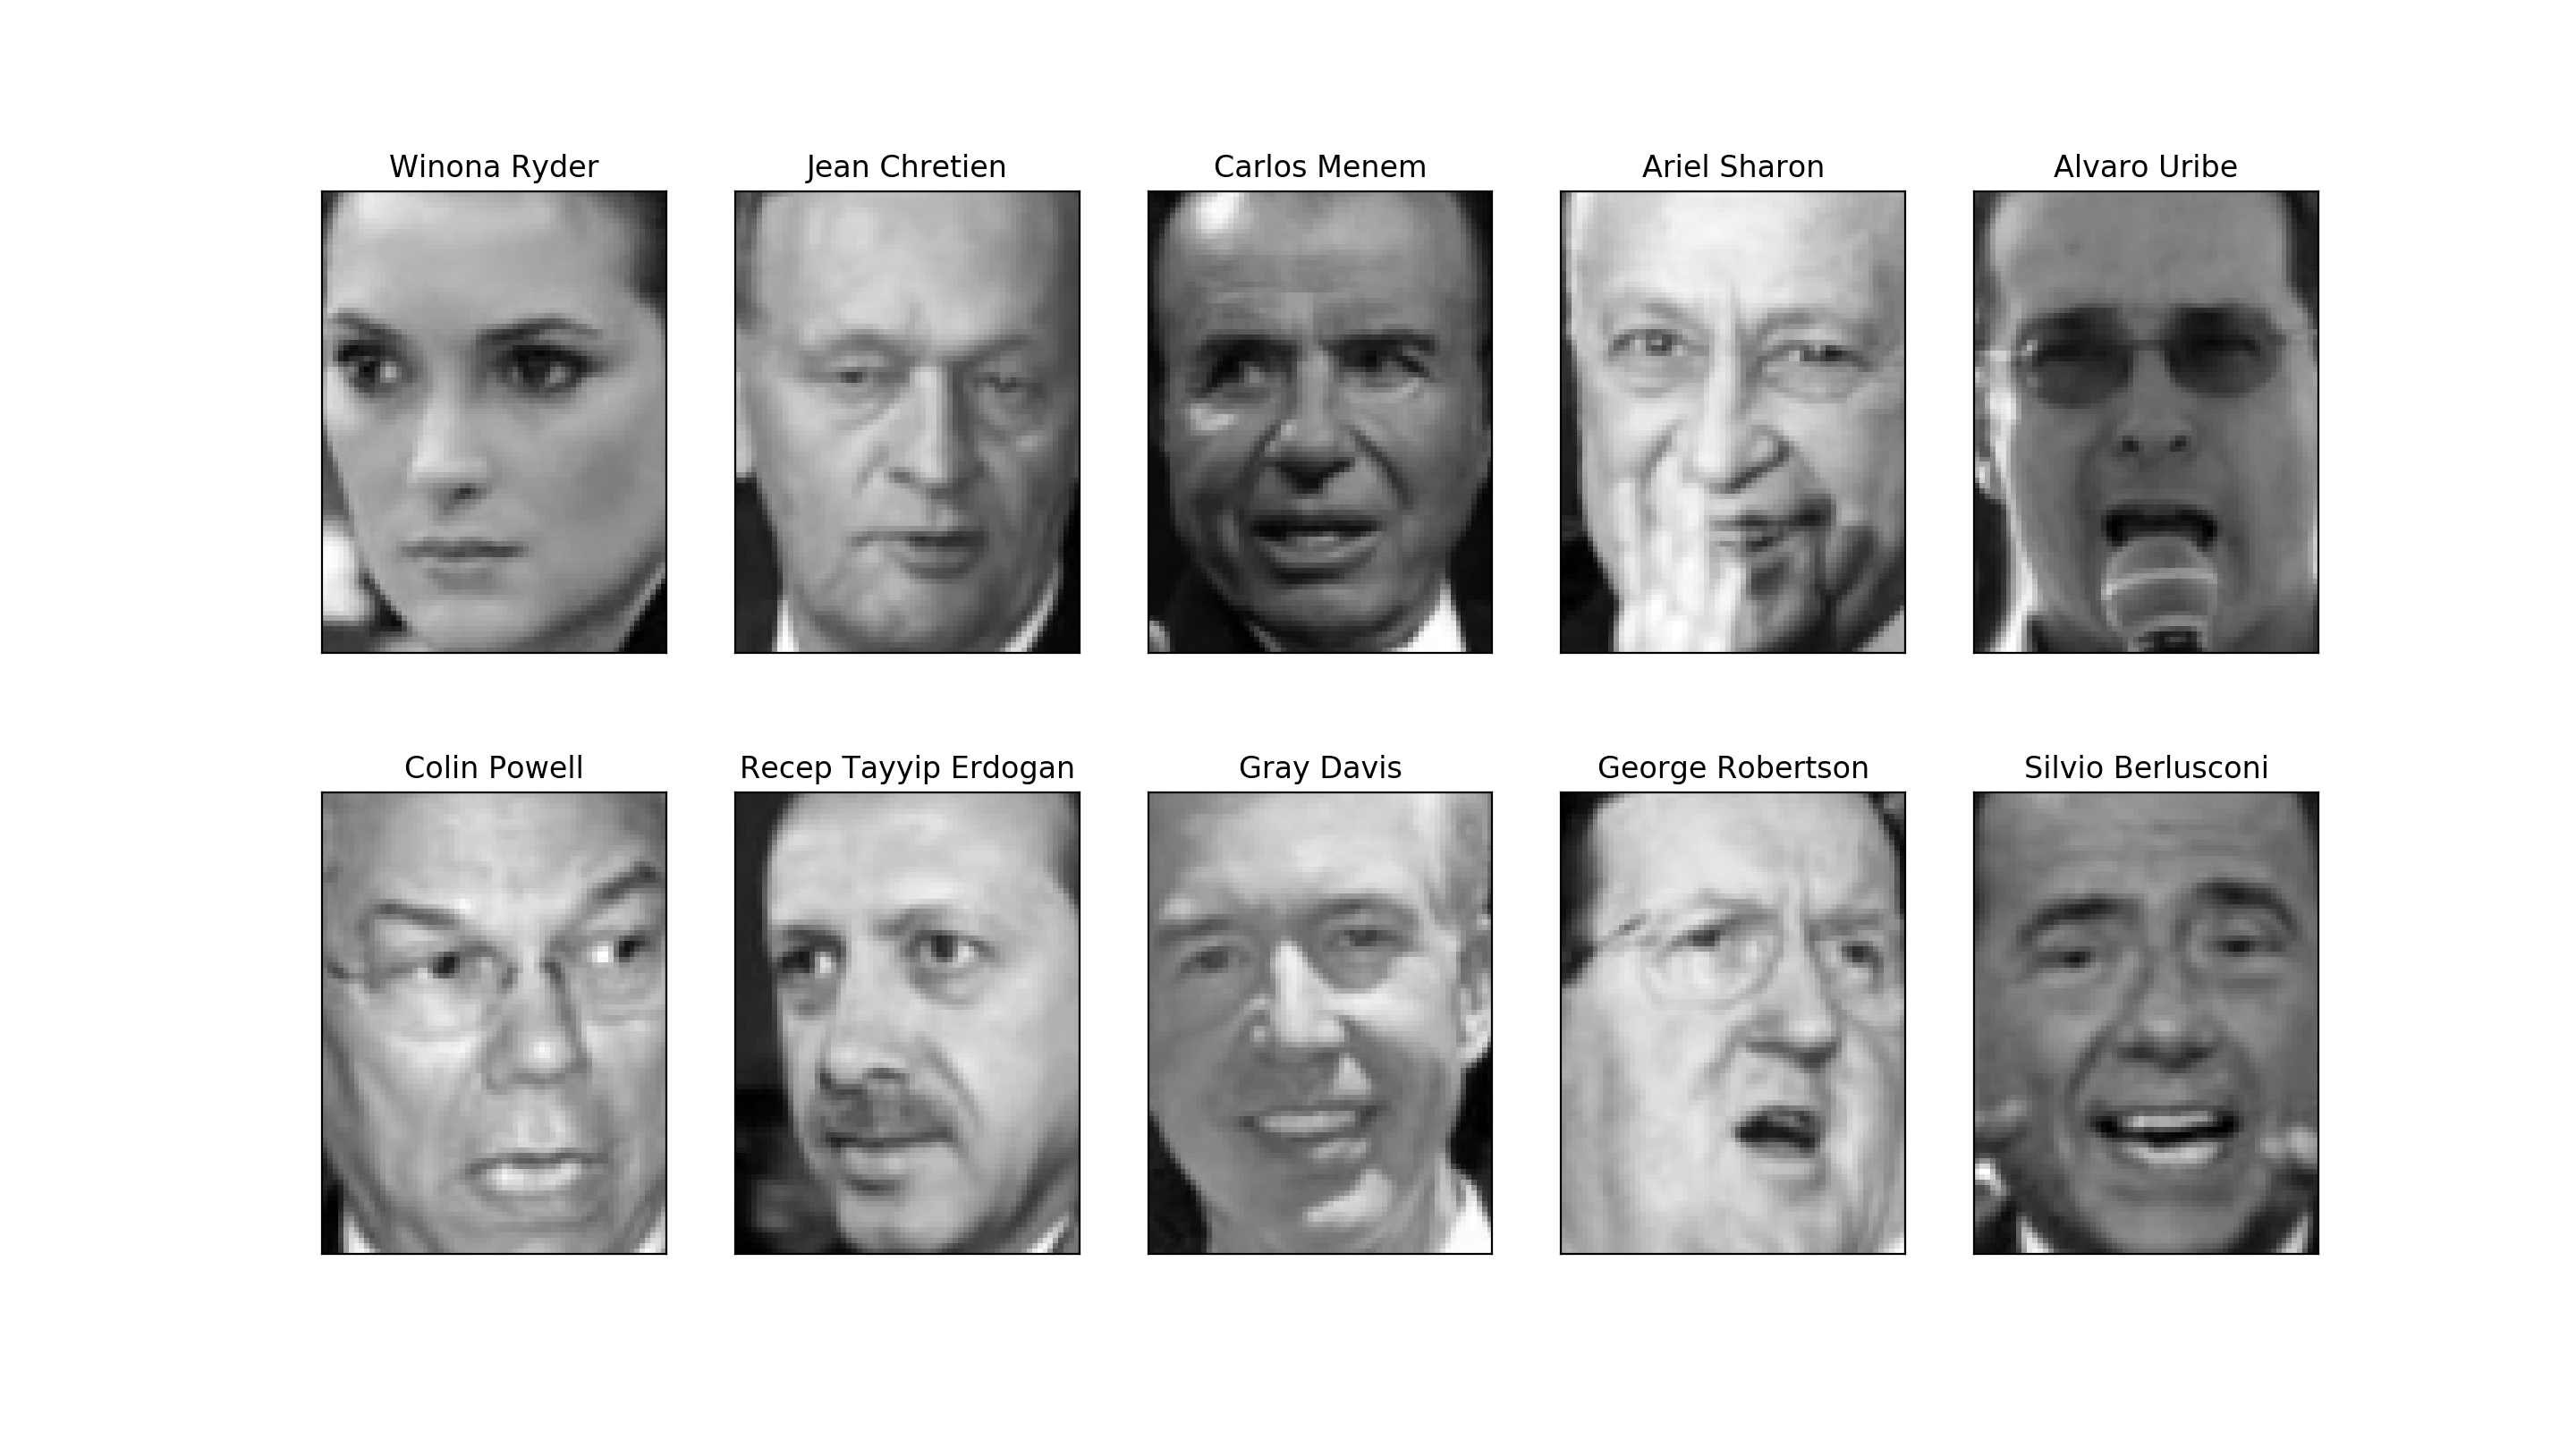 Winona Ryder
Jean Chretien
Carlos Menem
Ariel Sharon
Alvaro Uribe
Colin Powell
Recep Tayyip Erdogan
Gray Davis
George Robertson
Silvio Berlusconi